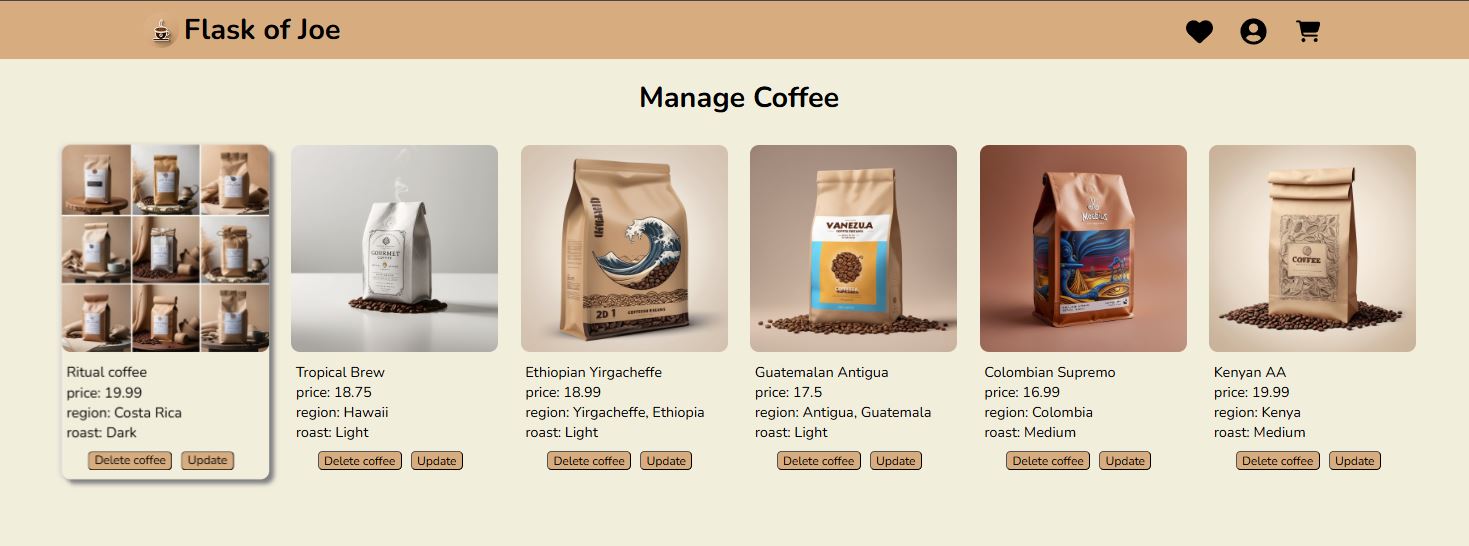 Flask of Joe
Manage Coffee
GOURMET
COFFEE
2D 1
VANEZUA
Moebius
COFFEE
Ritual coffee
price: 19.99
region: Costa Rica
roast: Dark
Delete coffee Update
Tropical Brew
price: 18.75
region: Hawaii
roast: Light
Delete coffee Update
Ethiopian Yirgacheffe
price: 18.99
region: Yirgacheffe, Ethiopia
roast: Light
Delete coffee Update
Guatemalan Antigua
price: 17.5
region: Antigua, Guatemala
roast: Light
Delete coffee Update
Colombian Supremo
price: 16.99
region: Colombia
roast: Medium
Delete coffee Update
Kenyan AA
price: 19.99
region: Kenya
roast: Medium
Delete coffee Update